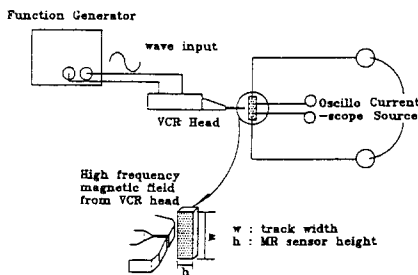 Function Generator
wave input
VCR Head
Oscillo Current
-scope Source
High frequency
magnetic field
from VCR head
w
h
w : track width
h : MR sensor height